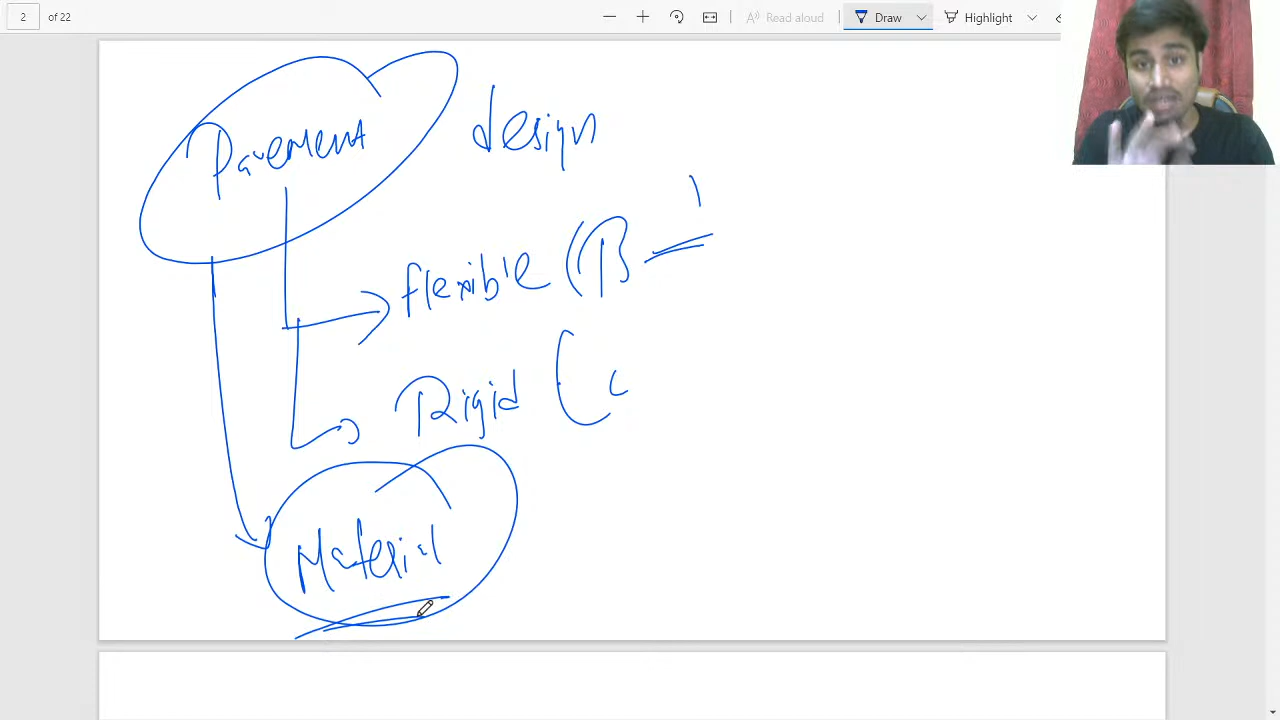 2 of 22
Read aloud
Draw
Highlight
Pavement design
flexible (B
Rigid (c
Material